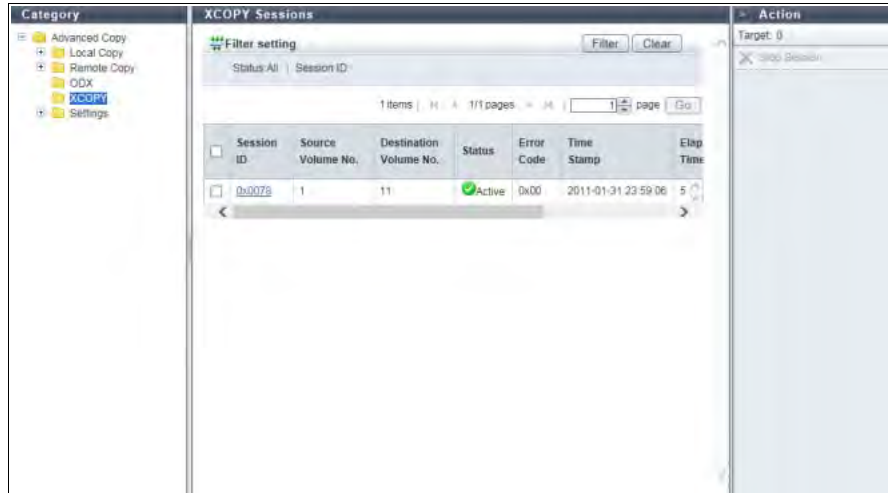 Category
Advanced Copy
Local Copy
Remote Copy
ODX
XCOPY
Settings
XCOPY Sessions
Filter setting
Filter
Clear
Status:All | Session ID:
1 items
1/1 pages
1 page Go
Session ID
Source Volume No.
Destination Volume No.
Status
Error Code
Time Stamp
Elap Time
0x0078 1 11 Active 0x00 2011-01-31 23:59:06 5
Action
Target: 0
Stop Session